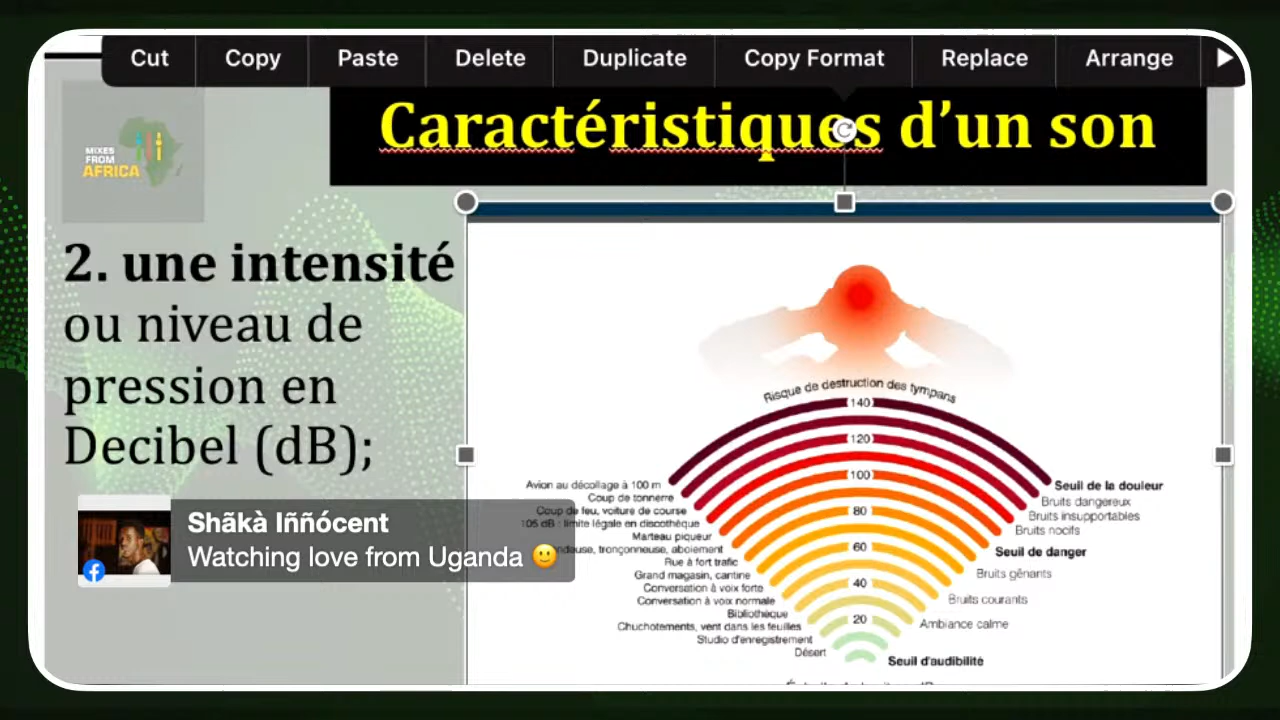 Cut Copy Paste Delete Duplicate Copy Format Replace Arrange
Caractéristiques d’un son
MIXES
FROM
AFRICA
2. une intensité
ou niveau de
pression en
Decibel (dB);
Shãkà Iññócent
Watching love from Uganda 🙂
Risque de destruction des tympans
140
120
100
80
60
40
20
Avion au décollage à 100 m
Coup de tonnerre
Coup de feu, voiture de course
105 dB : limite légale en discothèque
Marteau piqueur
tronçonneuse, aboiement
Rue à fort trafic
Grand magasin, cantine
Conversation à voix forte
Conversation à voix normale
Bibliothèque
Chuchotements, vent dans les feuilles
Studio d'enregistrement
Désert
Seuil de la douleur
Bruits dangereux
Bruits insupportables
Bruits nocifs
Seuil de danger
Bruits gênants
Bruits courants
Ambiance calme
Seuil d'audibilité